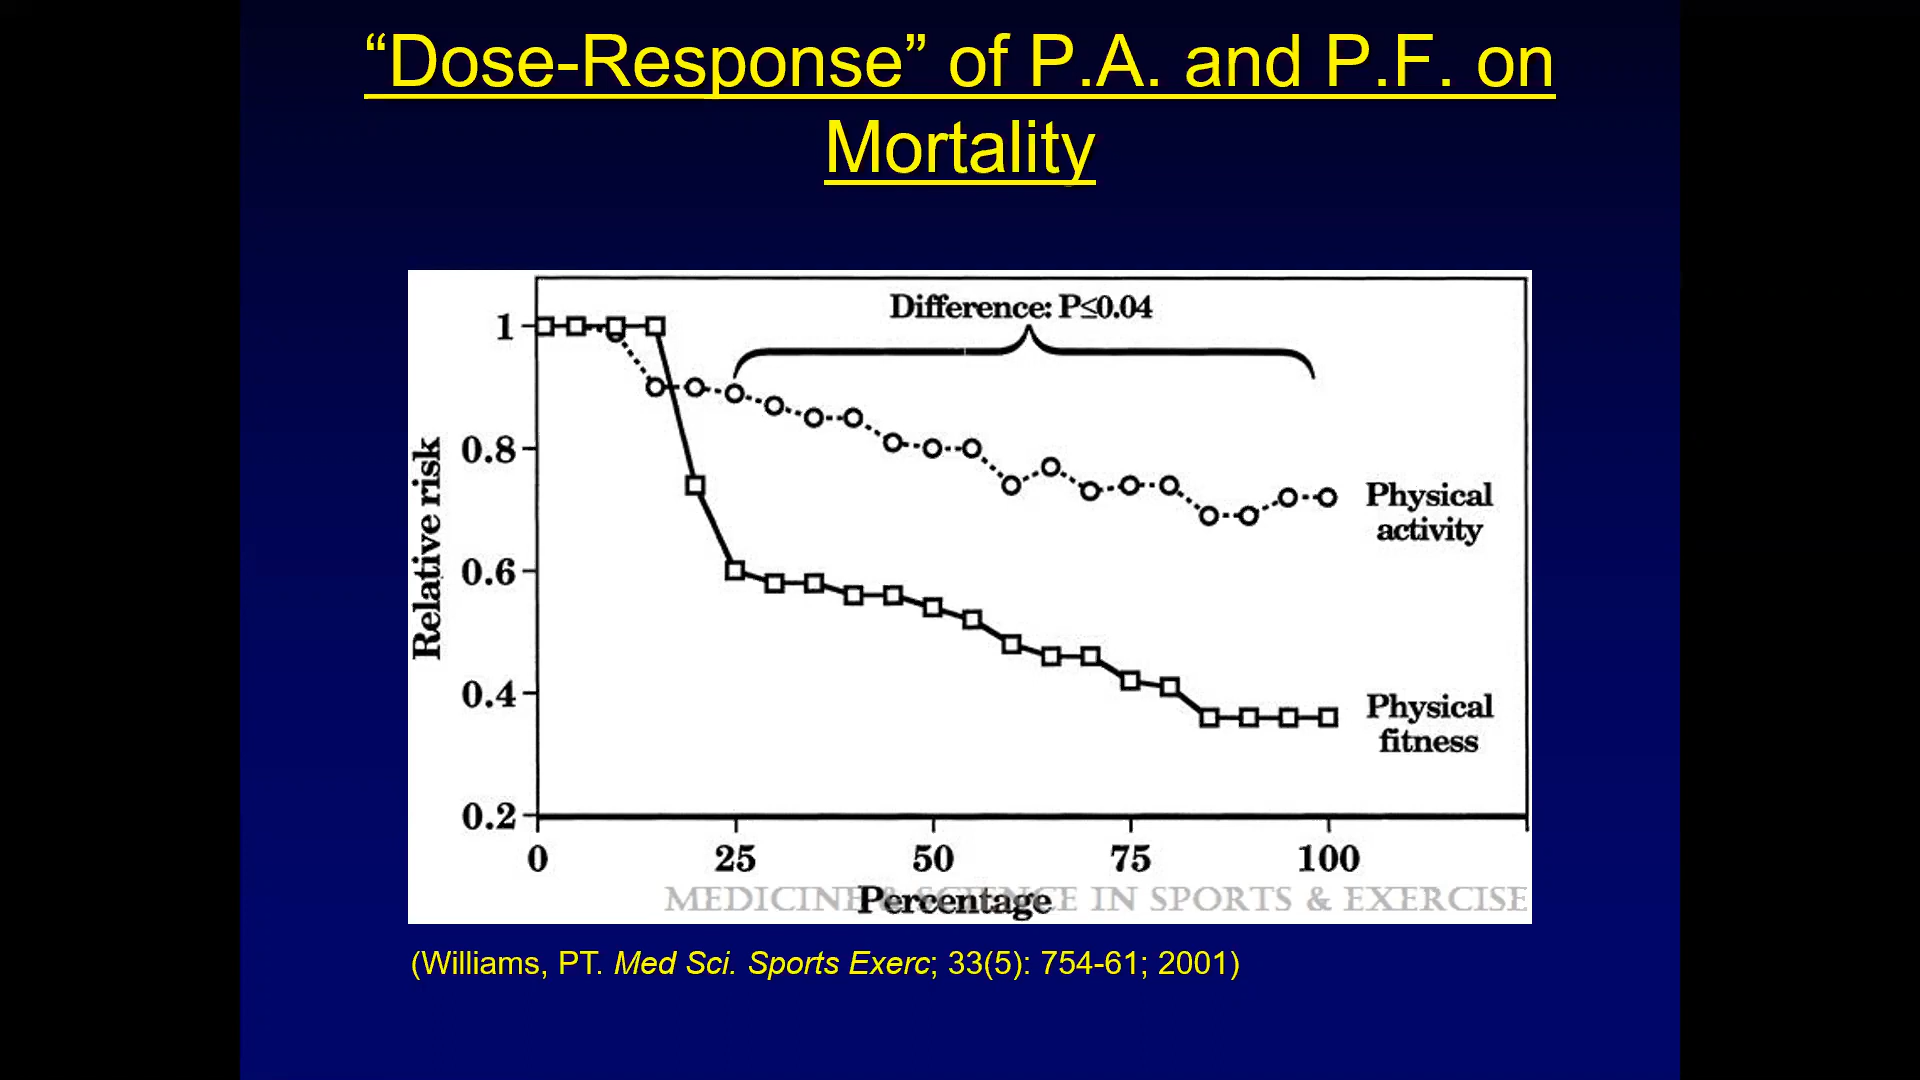 “Dose-Response” of P.A. and P.F. on
Mortality
Difference: P≤0.04
1
0.8
0.6
0.4
0.2
Relative risk
Physical
activity
Physical
fitness
0 25 50 75 100
Percentage
MEDICINE & SCIENCE IN SPORTS & EXERCISE
(Williams, PT. Med Sci. Sports Exerc; 33(5): 754-61; 2001)